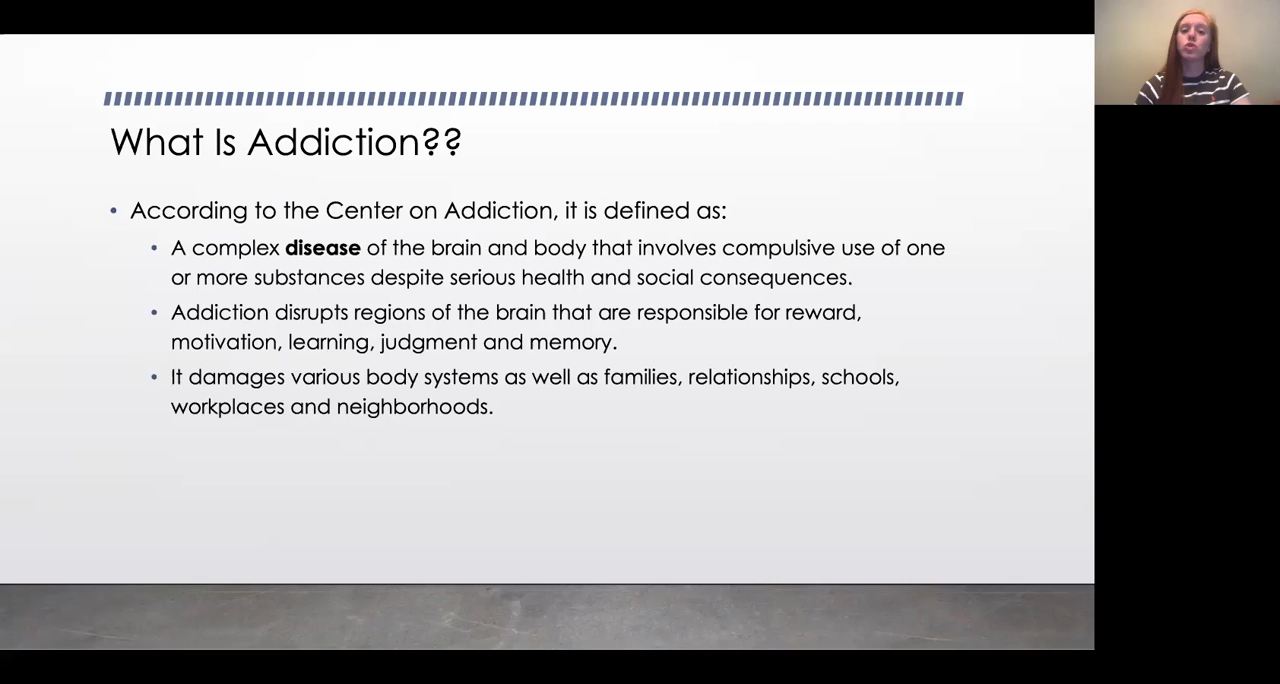 What Is Addiction??
• According to the Center on Addiction, it is defined as:
• A complex disease of the brain and body that involves compulsive use of one
or more substances despite serious health and social consequences.
• Addiction disrupts regions of the brain that are responsible for reward,
motivation, learning, judgment and memory.
• It damages various body systems as well as families, relationships, schools,
workplaces and neighborhoods.